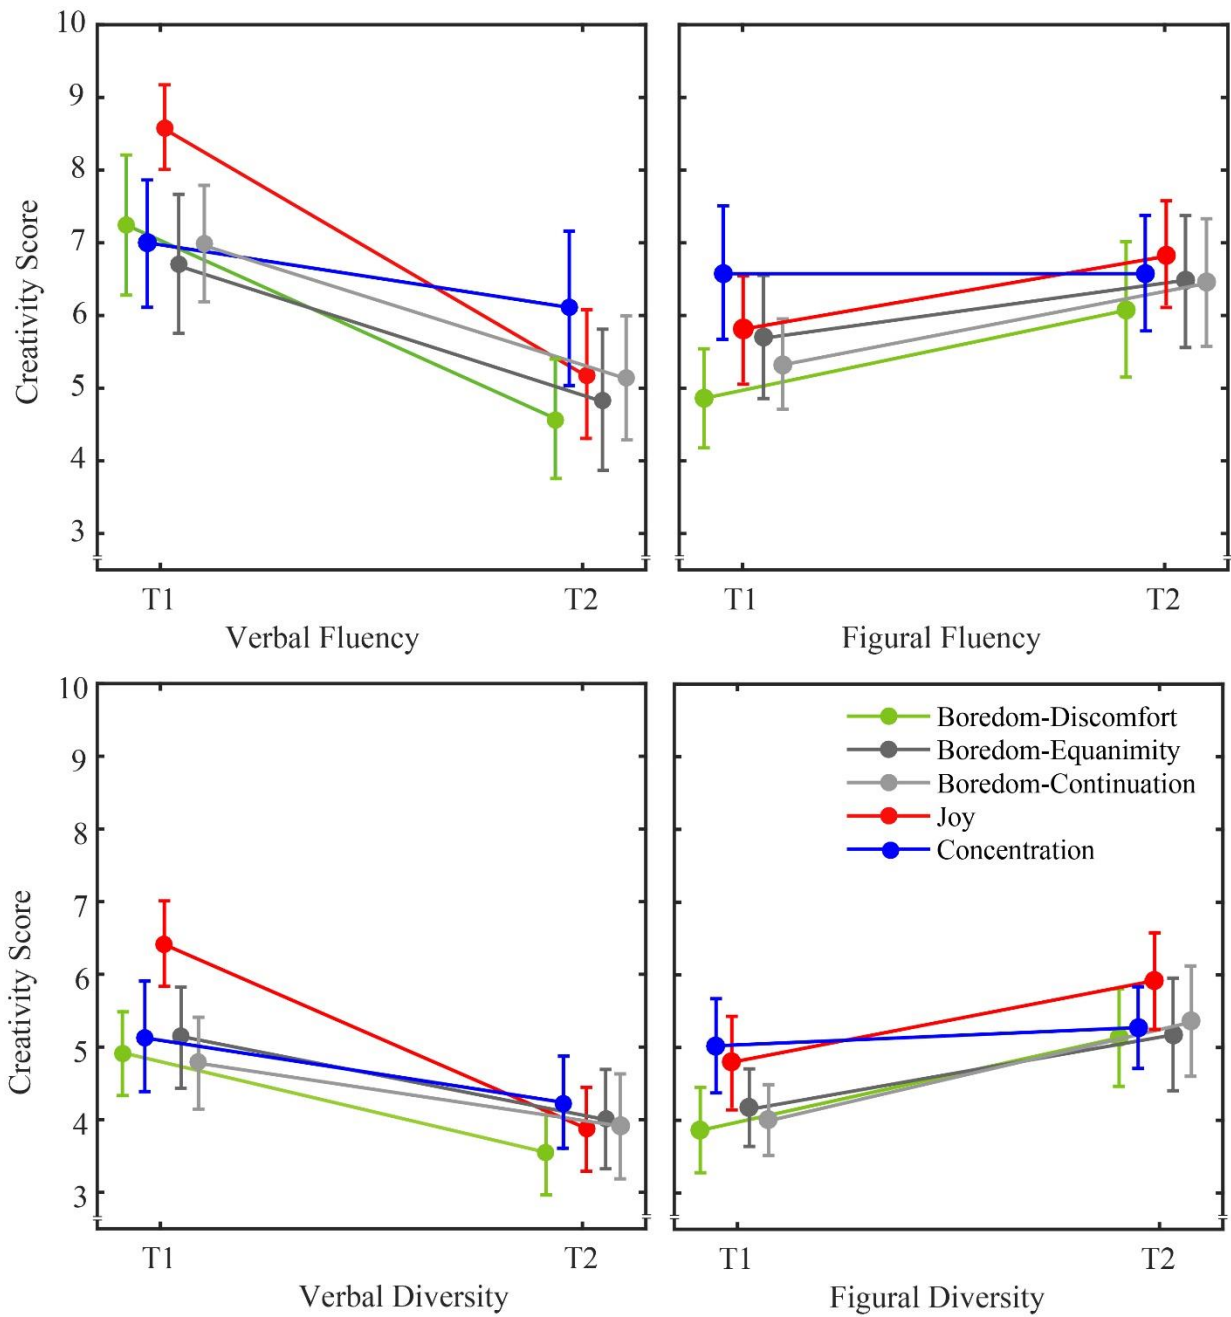 10
9
8
7
6
5
4
3
Creativity Score
T1 T2
Verbal Fluency
T1 T2
Figural Fluency
10
9
8
7
6
5
4
3
Creativity Score
T1 T2
Verbal Diversity
Boredom-Discomfort
Boredom-Equanimity
Boredom-Continuation
Joy
Concentration
T1 T2
Figural Diversity